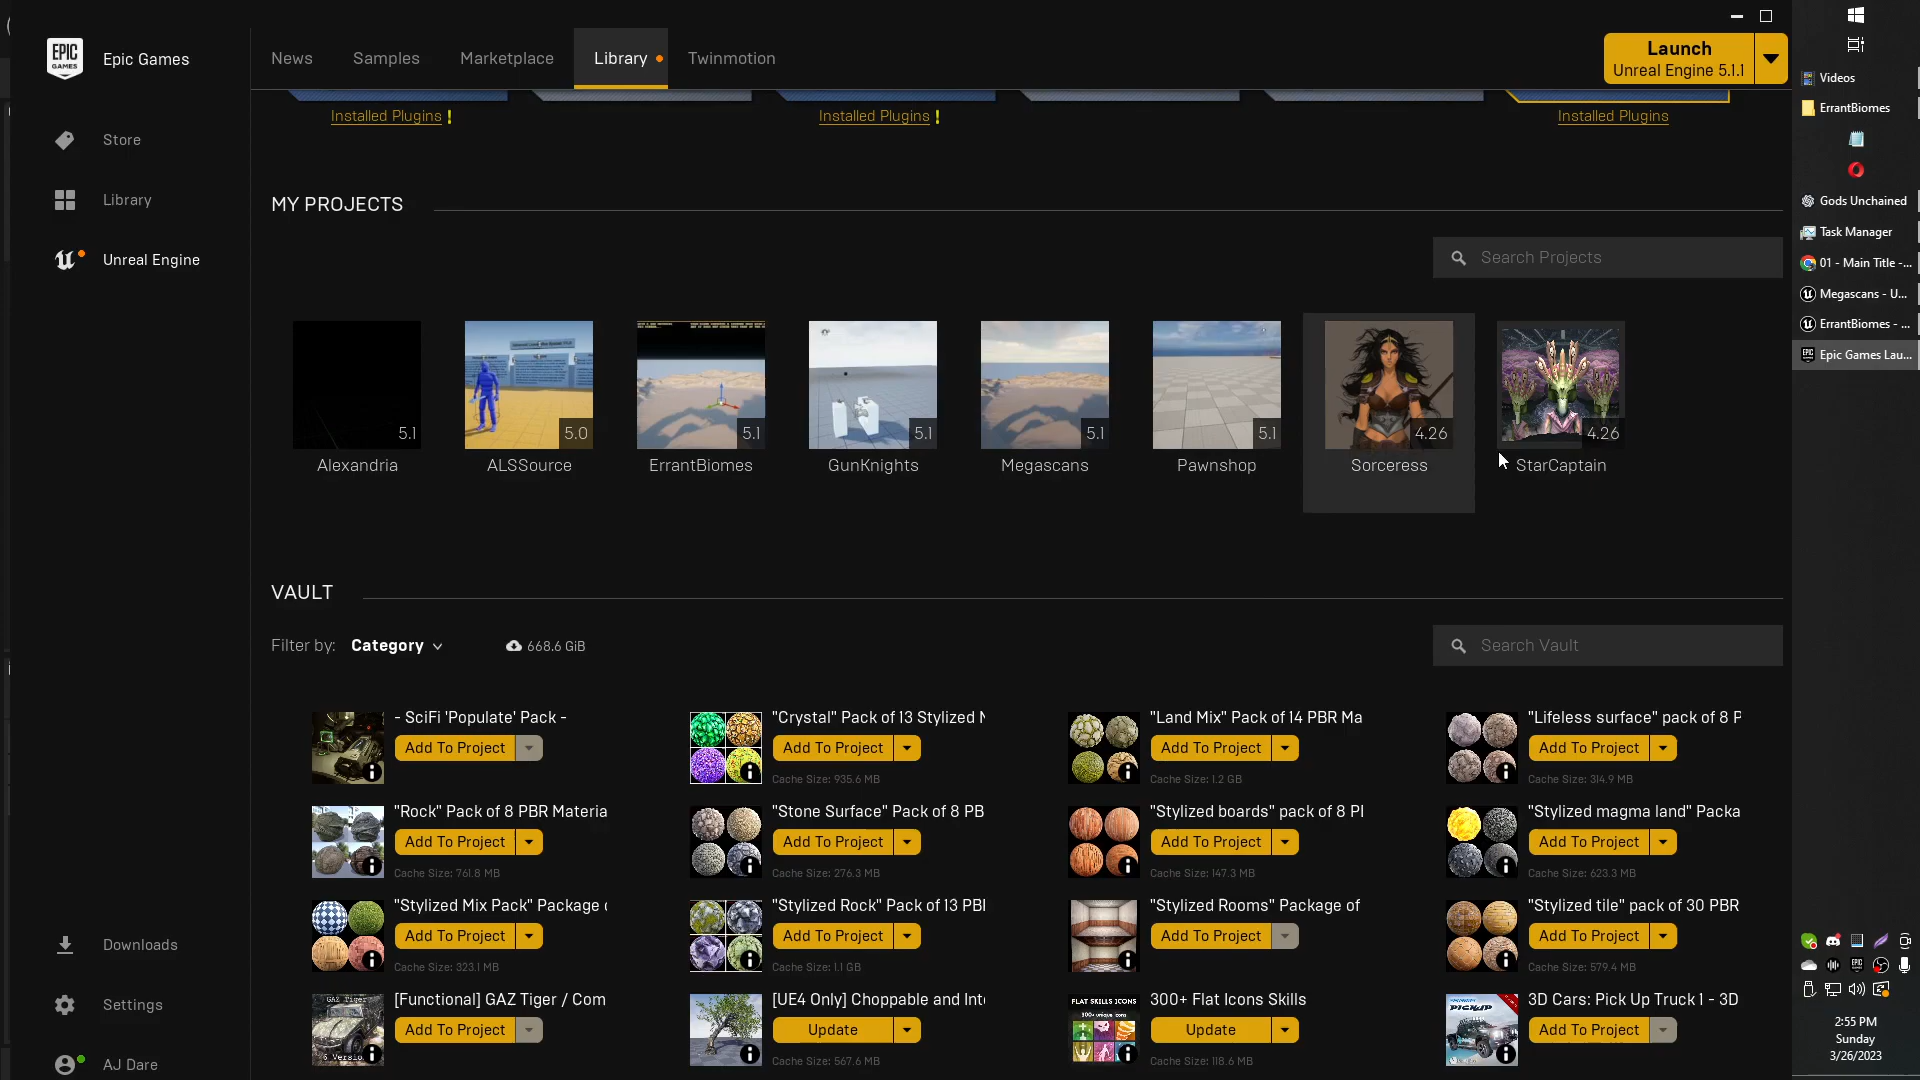 EPIC
GAMES
Epic Games
News
Samples
Marketplace
Library
Twinmotion
Launch
Unreal Engine 5.1.1
Store
Library
Unreal Engine
Downloads
Settings
AJ Dare
Installed Plugins !
Installed Plugins !
Installed Plugins
MY PROJECTS
Search Projects
5.1
Alexandria
5.0
ALSSource
5.1
ErrantBiomes
5.1
GunKnights
5.1
Megascans
5.1
Pawnshop
4.26
Sorceress
4.26
StarCaptain
VAULT
Filter by: Category
668.6 GiB
Search Vault
- SciFi 'Populate' Pack -
Add To Project
"Crystal" Pack of 13 Stylized
Add To Project
Cache Size: 935.6 MB
"Land Mix" Pack of 14 PBR Ma
Add To Project
Cache Size: 1.2 GB
"Lifeless surface" pack of 8 P
Add To Project
Cache Size: 314.9 MB
"Rock" Pack of 8 PBR Materia
Add To Project
Cache Size: 761.8 MB
"Stone Surface" Pack of 8 PB
Add To Project
Cache Size: 276.3 MB
"Stylized boards" pack of 8
Add To Project
Cache Size: 147.3 MB
"Stylized magma land" Packa
Add To Project
Cache Size: 623.3 MB
"Stylized Mix Pack" Package
Add To Project
Cache Size: 323.1 MB
"Stylized Rock" Pack of 13
Add To Project
Cache Size: 1.1 GB
"Stylized Rooms" Package of
Add To Project
"Stylized tile" pack of 30 PBR
Add To Project
Cache Size: 579.4 MB
GAZ Tiger
[Functional] GAZ Tiger / Com
Add To Project
[UE4 Only] Choppable and
Update
Cache Size: 567.6 MB
FLAT SKILLS ICONS
300+ unique icons
300+ Flat Icons Skills
Update
Cache Size: 118.6 MB
PICKUP
3D Cars: Pick Up Truck 1 - 3D
Add To Project
Videos
ErrantBiomes
Gods Unchained
Task Manager
01 - Main Title -...
Megascans - U...
ErrantBiomes - ...
Epic Games Lau...
2:55 PM
Sunday
3/26/2023